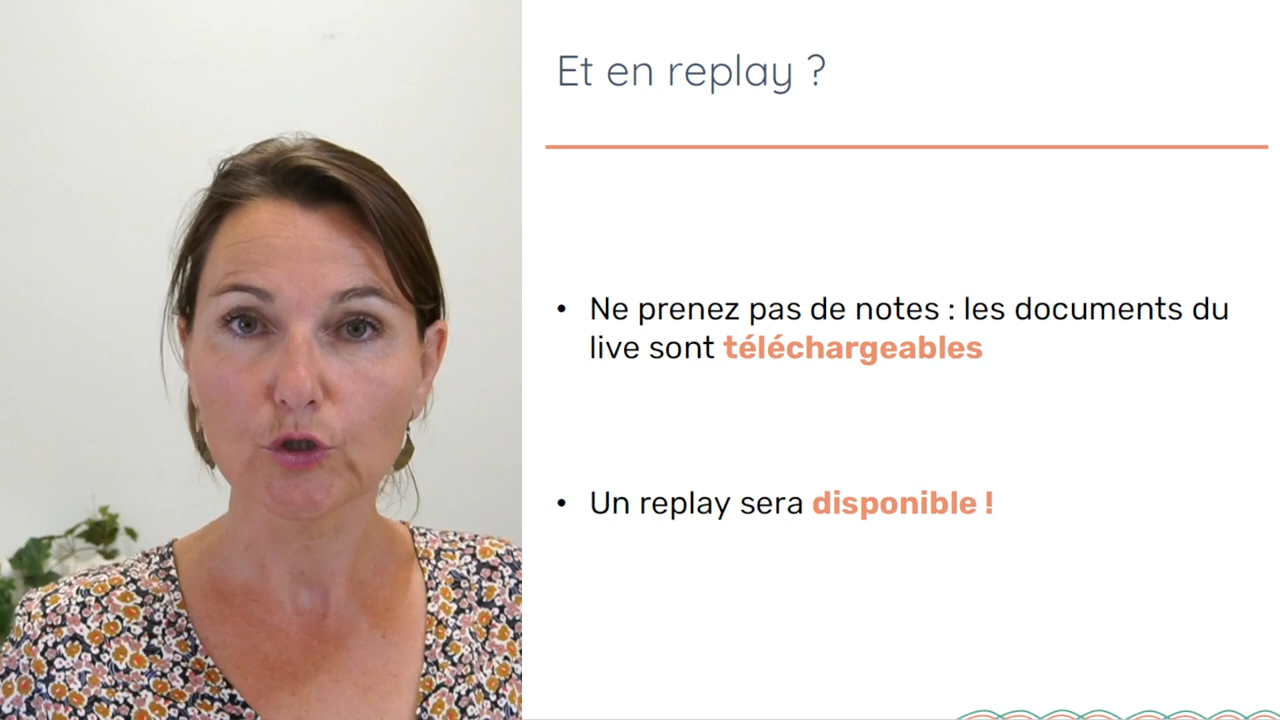 Et en replay ?
• Ne prenez pas de notes : les documents du
live sont téléchargeables
• Un replay sera disponible !